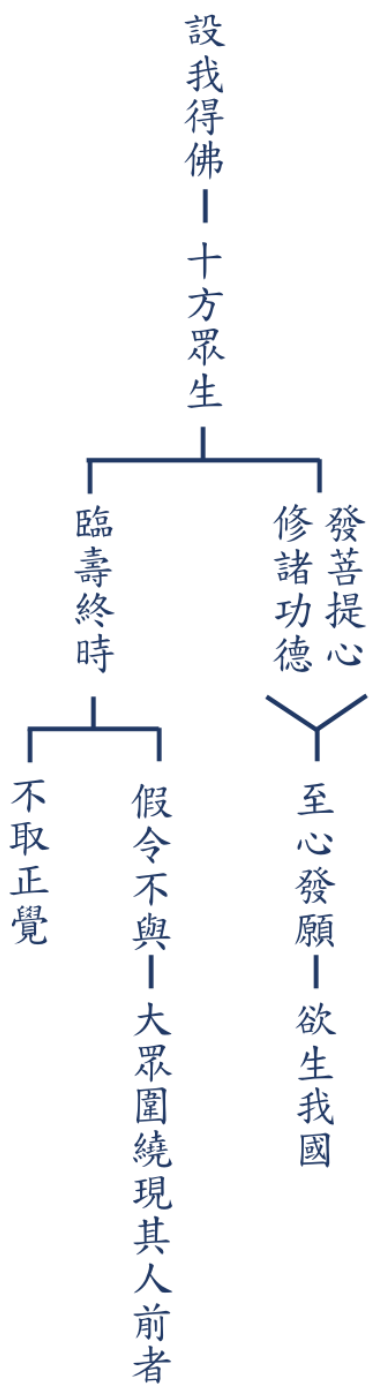 設我得佛
十方眾生
發菩提心
修諸功德
至心發願
欲生我國
臨壽終時
假令不與
大眾圍繞現其人前者
不取正覺